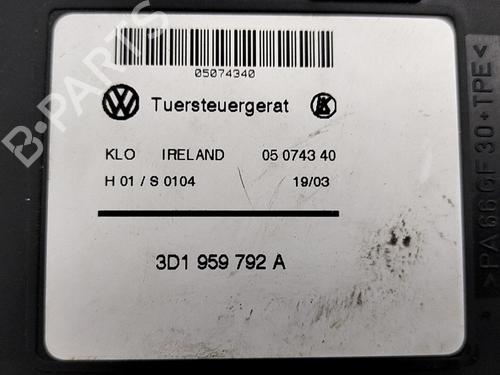 05074340
Tuersteuergerat
KLO IRELAND 05 0743 40
H 01 / S 0104 19/03
3D1 959 792 A
>PA66GF30+TPE<
B-PARTS